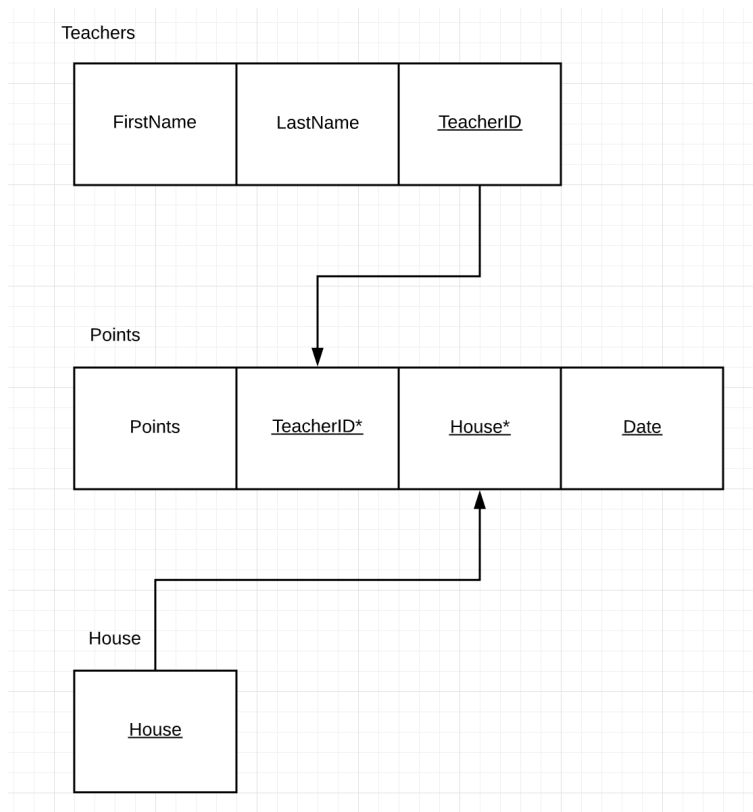 Teachers
FirstName
LastName
TeacherID
Points
Points
TeacherID*
House*
Date
House
House